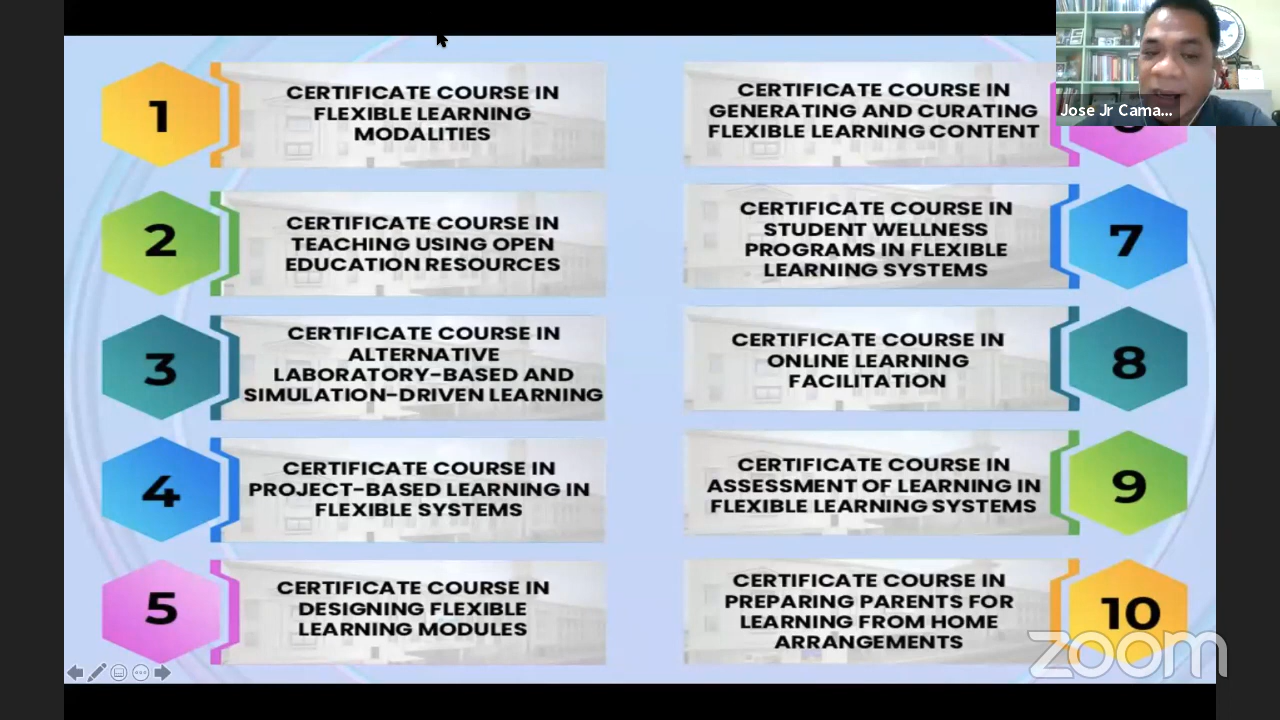 1
CERTIFICATE COURSE IN
FLEXIBLE LEARNING
MODALITIES
2
CERTIFICATE COURSE IN
TEACHING USING OPEN
EDUCATION RESOURCES
3
CERTIFICATE COURSE IN
ALTERNATIVE
LABORATORY-BASED AND
SIMULATION-DRIVEN LEARNING
4
CERTIFICATE COURSE IN
PROJECT-BASED LEARNING IN
FLEXIBLE SYSTEMS
5
CERTIFICATE COURSE IN
DESIGNING FLEXIBLE
LEARNING MODULES
CERTIFICATE COURSE IN
GENERATING AND CURATING
FLEXIBLE LEARNING CONTENT
Jose Jr Cama...
CERTIFICATE COURSE IN
STUDENT WELLNESS
PROGRAMS IN FLEXIBLE
LEARNING SYSTEMS
7
CERTIFICATE COURSE IN
ONLINE LEARNING
FACILITATION
8
CERTIFICATE COURSE IN
ASSESSMENT OF LEARNING IN
FLEXIBLE LEARNING SYSTEMS
9
CERTIFICATE COURSE IN
PREPARING PARENTS FOR
LEARNING FROM HOME
ARRANGEMENTS
10
zoom